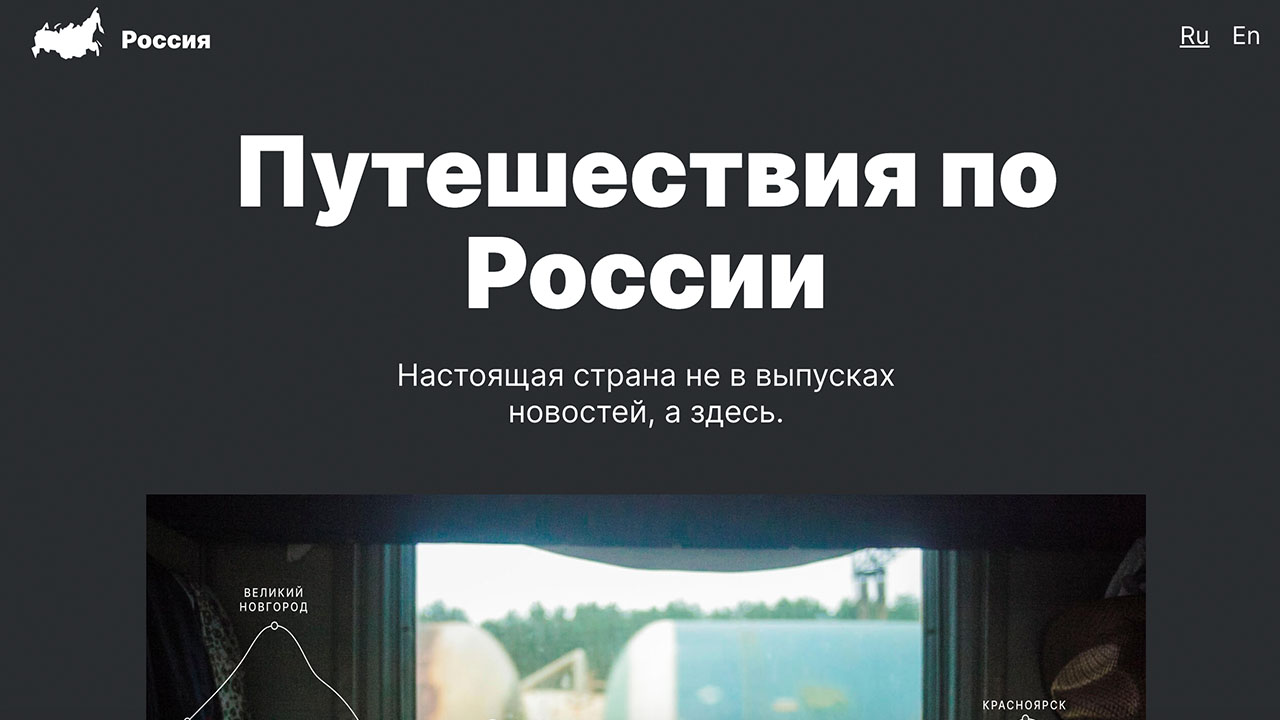 Россия
Ru En
Путешествия по
России
Настоящая страна не в выпусках
новостей, а здесь.
ВЕЛИКИЙ
НОВГОРОД
КРАСНОЯРСК